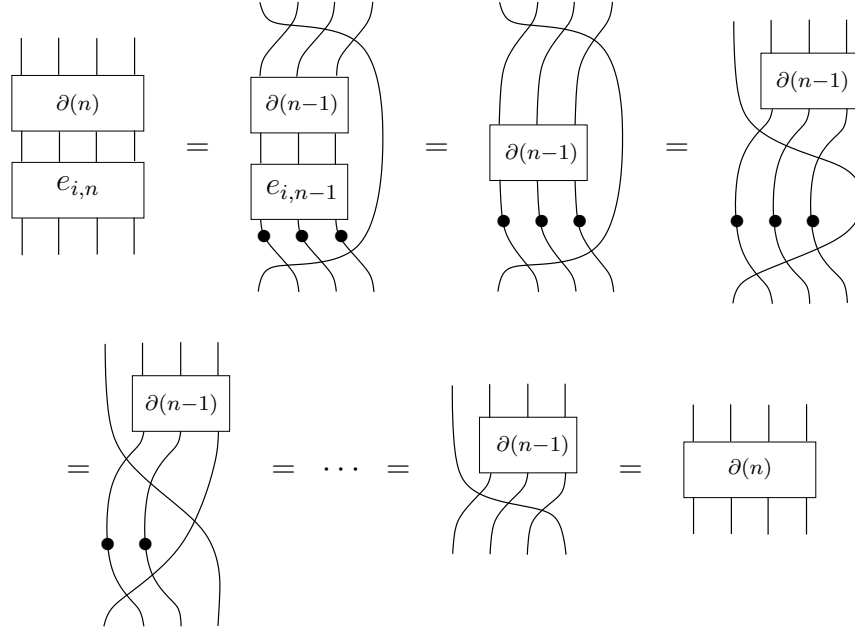 ∂(n) = ∂(n−1) = ∂(n−1) = ∂(n−1)
e_{i,n} e_{i,n−1}
= ∂(n−1) = ⋯ = ∂(n−1) = ∂(n)